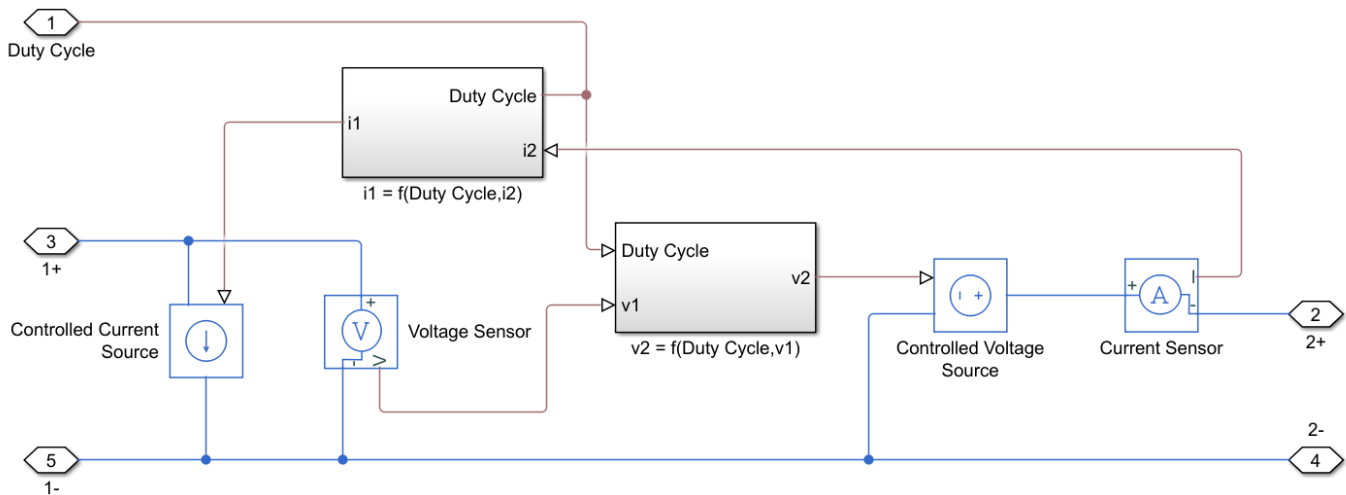 1
Duty Cycle
Duty Cycle
i1
i2
i1 = f(Duty Cycle,i2)
3
1+
Duty Cycle
v2
v1
v2 = f(Duty Cycle,v1)
Controlled Current
Source
+
V
-
V
Voltage Sensor
- +
Controlled Voltage
Source
+
A
I
-
Current Sensor
2
2+
2-
5
1-
4